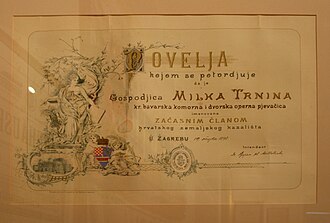 POVELJA
kojom se potvrdjuje
da je
Gospodjica MILKA TRNINA
kr. bavarska komorna i dvorska operna pjevačica
imenovana
ZAČASNIM ČLANOM
hrvatskog zemaljskog kazališta
U ZAGREBU
Intendant